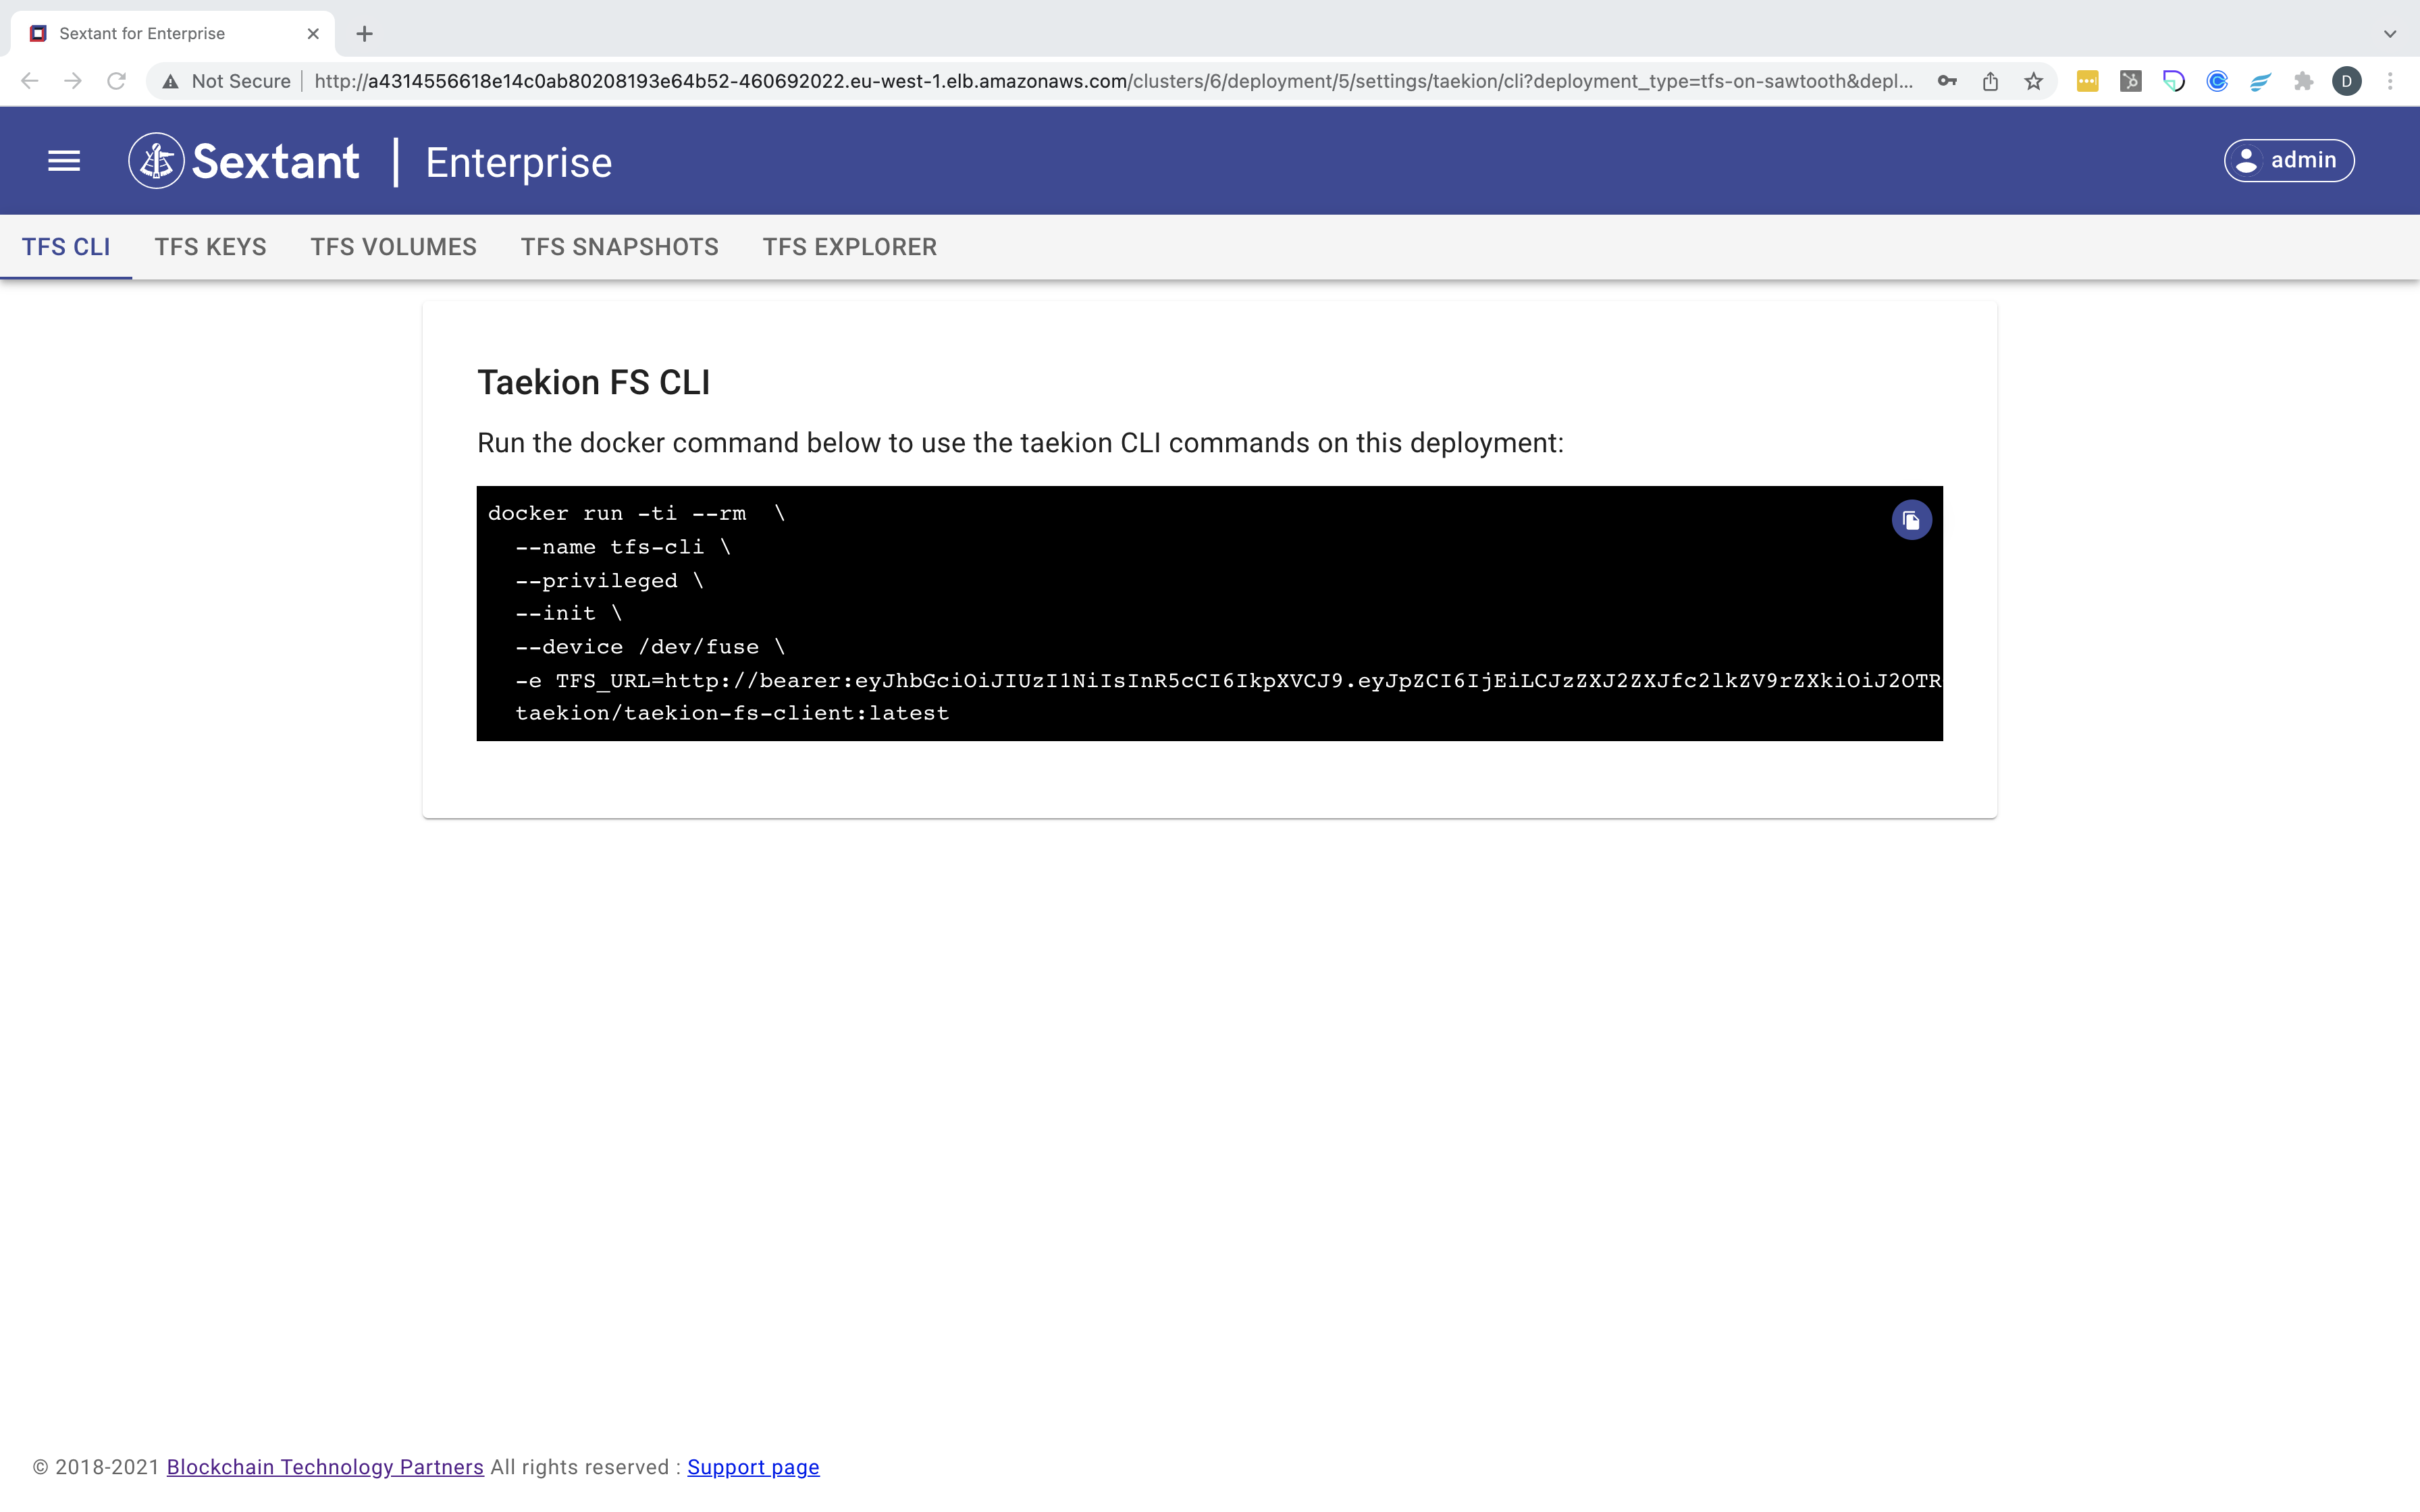 Sextant for Enterprise
Not Secure http://a4314556618e14c0ab80208193e64b52-460692022.eu-west-1.elb.amazonaws.com/clusters/6/deployment/5/settings/taekion/cli?deployment_type=tfs-on-sawtooth&depl... D
Sextant | Enterprise admin
TFS CLI TFS KEYS TFS VOLUMES TFS SNAPSHOTS TFS EXPLORER
Taekion FS CLI
Run the docker command below to use the taekion CLI commands on this deployment:
docker run -ti --rm \
--name tfs-cli \
--privileged \
--init \
--device /dev/fuse \
-e TFS_URL=http://bearer:eyJhbGciOiJIUzI1NiIsInR5cCI6IkpXVCJ9.eyJpZCI6IjEiLCJzZXJ2ZXJfc2lkZV9rZXkiOiJ2OTR
taekion/taekion-fs-client:latest
© 2018-2021 Blockchain Technology Partners All rights reserved : Support page